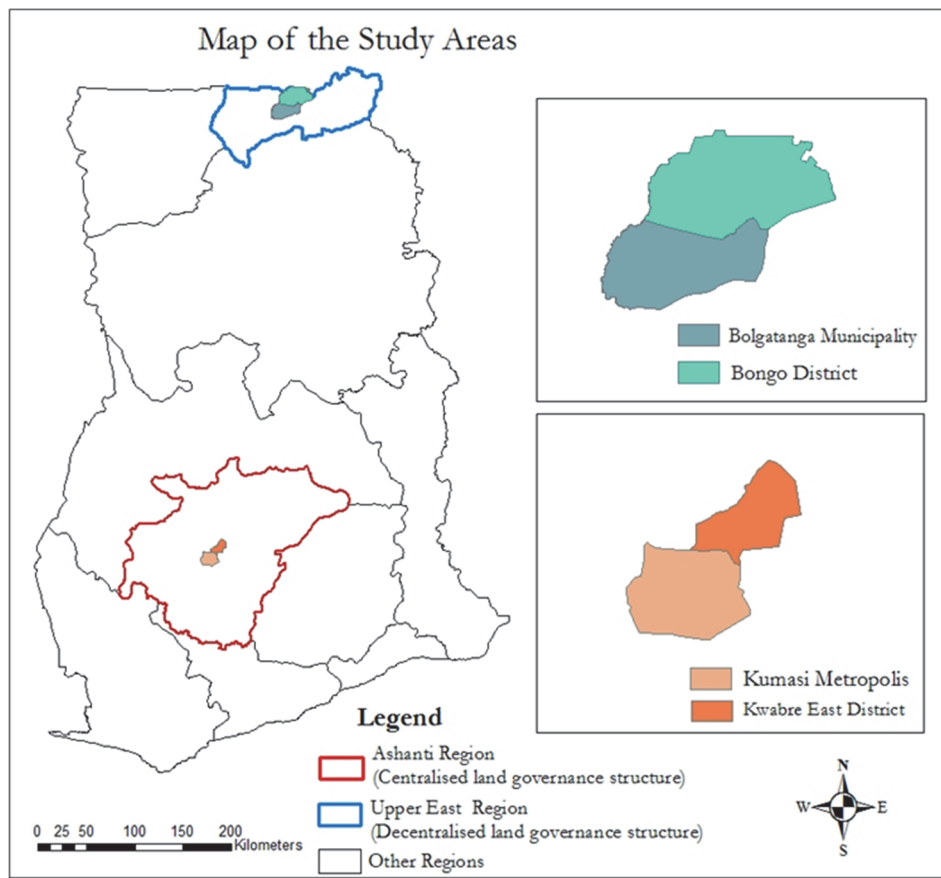 Map of the Study Areas
Bolgatanga Municipality
Bongo District
Kumasi Metropolis
Kwabre East District
Legend
Ashanti Region
(Centralised land governance structure)
Upper East Region
(Decentralised land governance structure)
Other Regions
0 25 50 100 150 200
Kilometers
N
W E
S